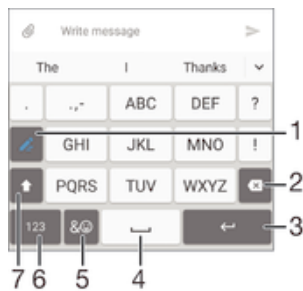 Write message
The I Thanks
. .,- ABC DEF ?
GHI JKL MNO ! 1
PQRS TUV WXYZ 2
123 &☺ 3
7 6 5 4